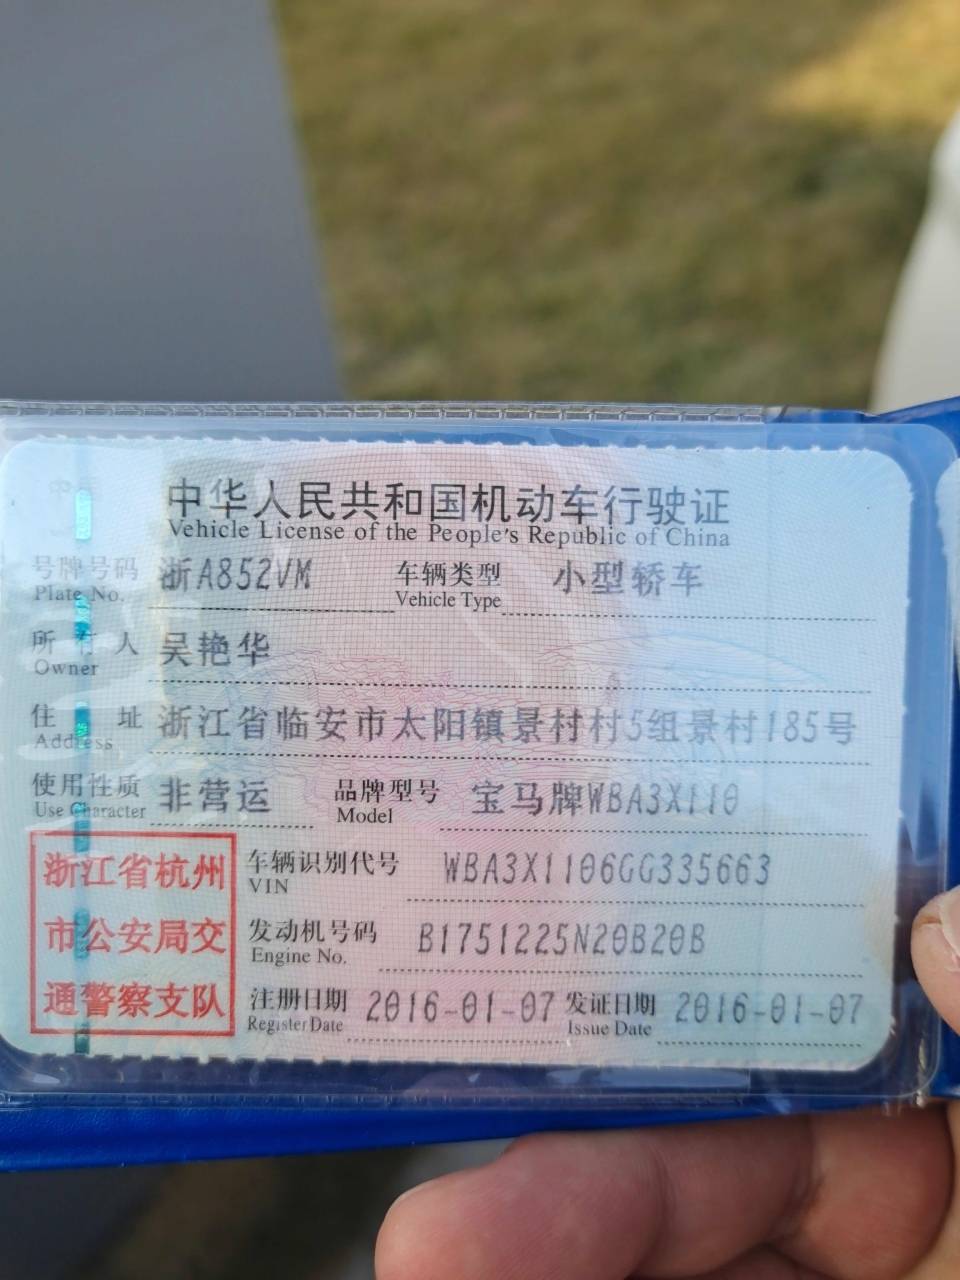 中华人民共和国机动车行驶证
Vehicle License of the People's Republic of China
号牌号码 浙A852VM 车辆类型 小型轿车
Plate No. Vehicle Type
所有人 吴艳华
Owner
住址 浙江省临安市太阳镇景村村5组景村185号
Address
使用性质 非营运 品牌型号 宝马牌WBA3X110
Use Character Model
浙江省杭州
市公安局交
通警察支队
车辆识别代号 WBA3X1106GG335663
VIN
发动机号码 B1751225N20B20B
Engine No.
注册日期 2016-01-07 发证日期 2016-01-07
Register Date Issue Date